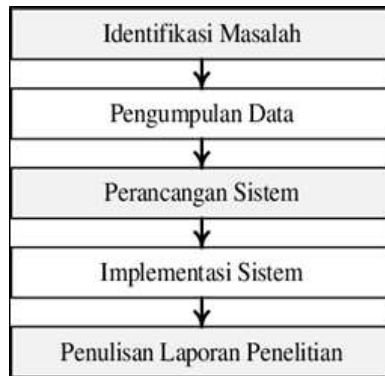 Identifikasi Masalah
Pengumpulan Data
Perancangan Sistem
Implementasi Sistem
Penulisan Laporan Penelitian